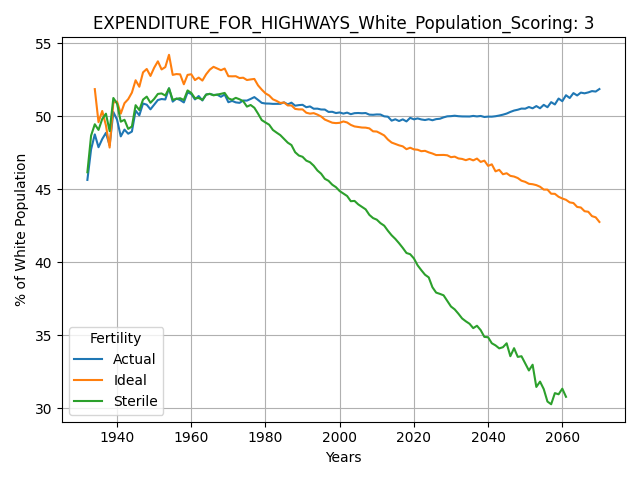 EXPENDITURE_FOR_HIGHWAYS_White_Population_Scoring: 3
% of White Population
55
50
45
40
35
30
Fertility
Actual
Ideal
Sterile
1940 1960 1980 2000 2020 2040 2060
Years